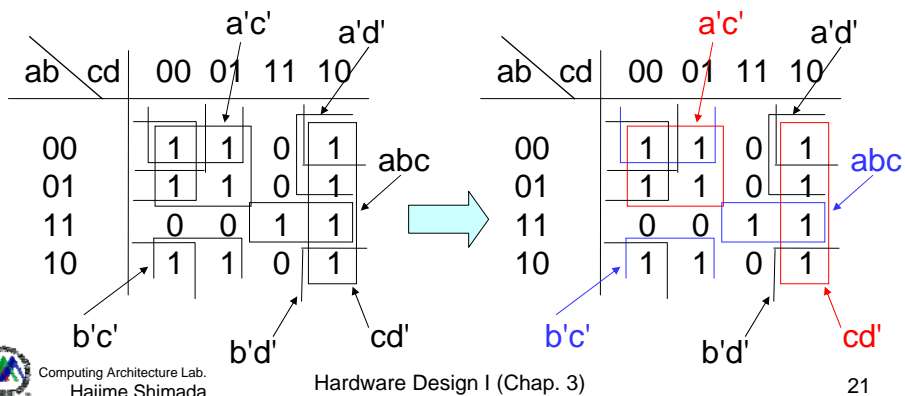 a'c' a'd' a'c' a'd'
ab cd 00 01 11 10 ab cd 00 01 11 10
00 1 1 0 1 00 1 1 0 1
abc abc
01 1 1 0 1 01 1 1 0 1
11 0 0 1 1 11 0 0 1 1
10 1 1 0 1 10 1 1 0 1
b'c' b'd' cd' b'c' b'd' cd'
Computing Architecture Lab.
Hajime Shimada Hardware Design I (Chap. 3) 21